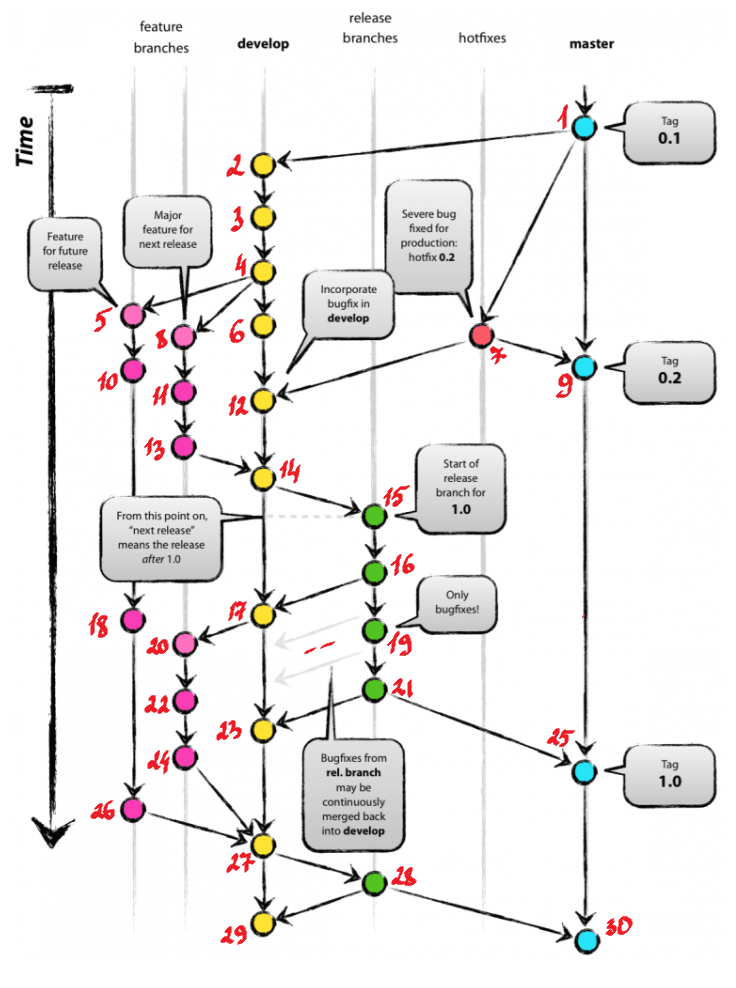 feature
branches
develop
release
branches
hotfixes
master
Time
1
Tag
0.1
2
3
Severe bug
fixed for
production:
hotfix 0.2
Major
feature for
next release
Feature
for future
release
4
Incorporate
bugfix in
develop
5
8
6
7
9
Tag
0.2
10
11
12
13
14
Start of
release
branch for
1.0
15
From this point on,
“next release”
means the release
after 1.0
16
Only
bugfixes!
17
18
19
20
21
22
23
24
25
Tag
1.0
Bugfixes from
rel. branch
may be
continuously
merged back
into develop
26
27
28
29
30